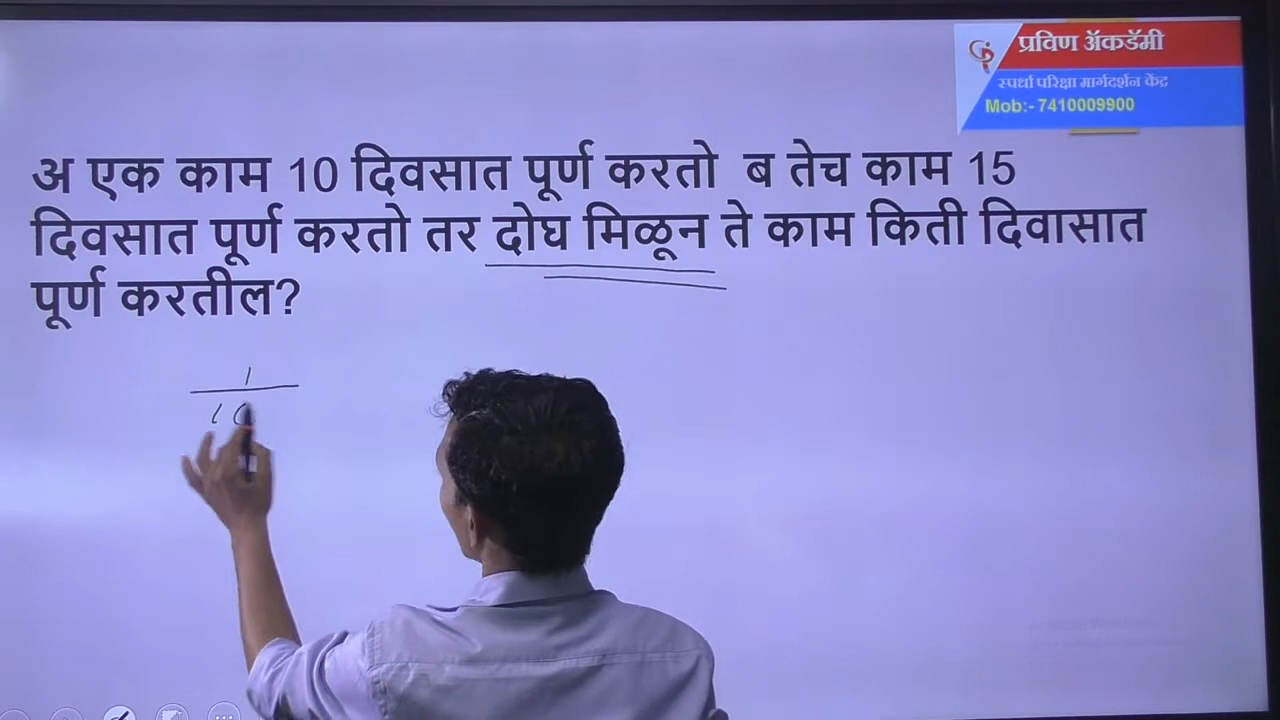 प्रविण ॲकडॅमी
स्पर्धा परिक्षा मार्गदर्शन केंद्र
Mob:- 7410009900
अ एक काम 10 दिवसात पूर्ण करतो ब तेच काम 15
दिवसात पूर्ण करतो तर दोघ मिळून ते काम किती दिवासात
पूर्ण करतील?
1
10